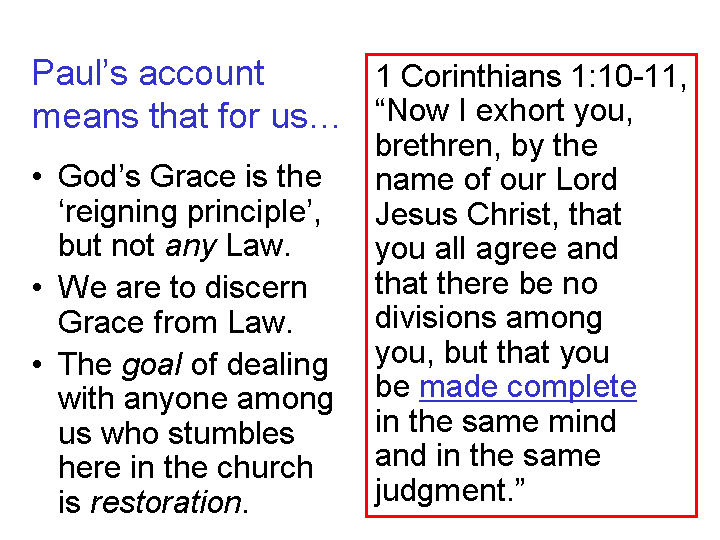 Paul’s account
means that for us…
• God’s Grace is the
‘reigning principle’,
but not any Law.
• We are to discern
Grace from Law.
• The goal of dealing
with anyone among
us who stumbles
here in the church
is restoration.
1 Corinthians 1:10-11,
“Now I exhort you,
brethren, by the
name of our Lord
Jesus Christ, that
you all agree and
that there be no
divisions among
you, but that you
be made complete
in the same mind
and in the same
judgment.”